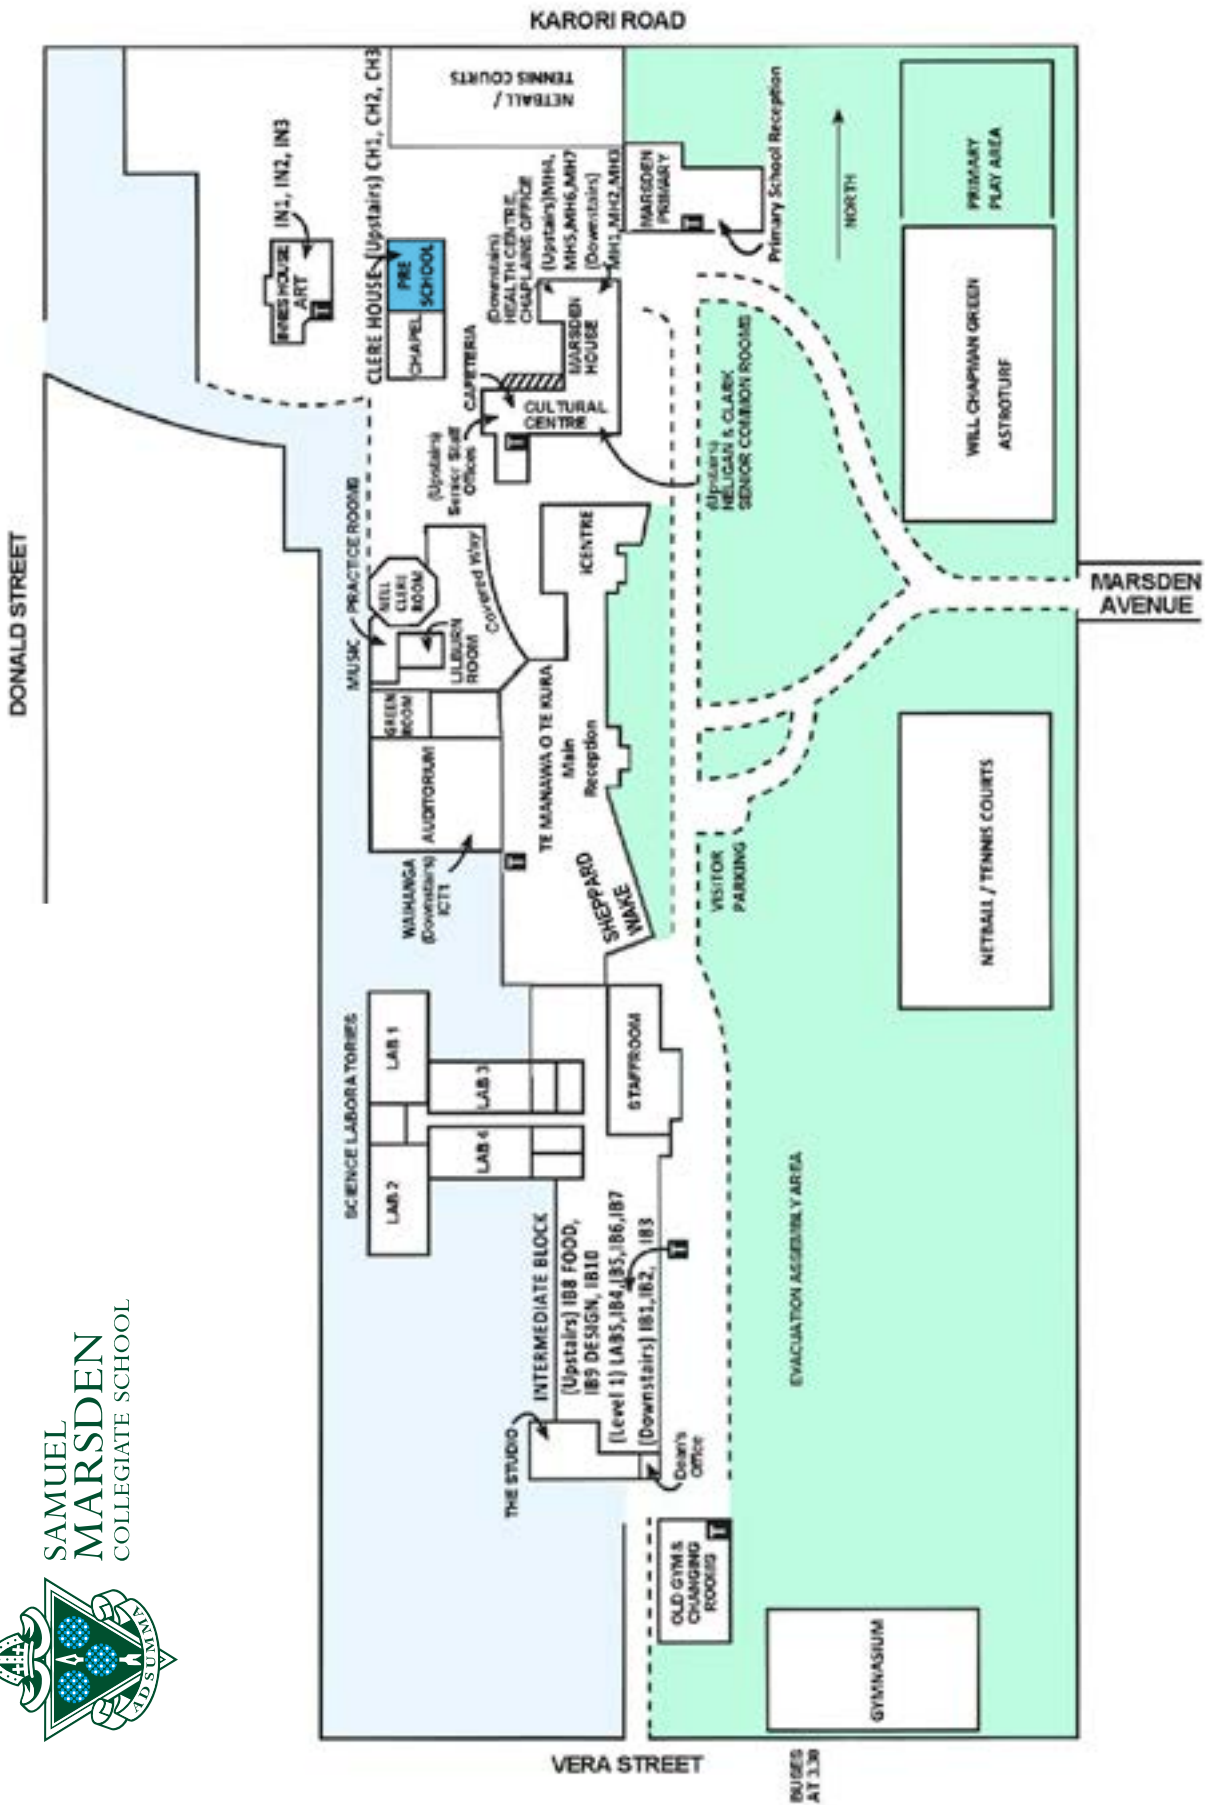 KARORI ROAD
DONALD STREET
MARSDEN
AVENUE
VERA STREET
BUSES
AT 3.30
SAMUEL
MARSDEN
COLLEGIATE SCHOOL
AD SUMMA
NETBALL /
TENNIS COURTS
IN1, IN2, IN3
INNES HOUSE
ART
T
CLERE HOUSE (Upstairs) CH1, CH2, CH3
PRE
SCHOOL
CHAPEL
(Downstairs)
HEALTH CENTRE,
CHAPLAINS OFFICE
(Upstairs)MH4,
MH5,MH6,MH7
(Downstairs)
MH1,MH2,MH3
MARSDEN
HOUSE
CAFETERIA
CULTURAL
CENTRE
T
(Upstairs)
Senior Staff
Offices
MARSDEN
PRIMARY
T
Primary School Reception
NORTH
PRIMARY
PLAY AREA
WILL CHAPMAN GREEN
ASTROTURF
(Upstairs)
NELIGAN & CLARK
SENIOR COMMON ROOMS
MUSIC PRACTICE ROOMS
NELL
CLERE
ROOM
LILBURN
ROOM
Covered Way
ICENTRE
GREEN
ROOM
AUDITORIUM
TE MANAWA O TE KURA
Main
Reception
WAIHANGA
(Downstairs)
ICT1
T
SHEPPARD
WAKE
VISITOR
PARKING
NETBALL / TENNIS COURTS
SCIENCE LABORATORIES
LAB 1
LAB 2
LAB 3
LAB 4
STAFFROOM
INTERMEDIATE BLOCK
(Upstairs) IB8 FOOD,
IB9 DESIGN, IB10
(Level 1) LAB5,IB4,IB5,IB6,IB7
(Downstairs) IB1,IB2, IB3
T
THE STUDIO
Dean's
Office
EVACUATION ASSEMBLY AREA
OLD GYM &
CHANGING
ROOMS
T
GYMNASIUM